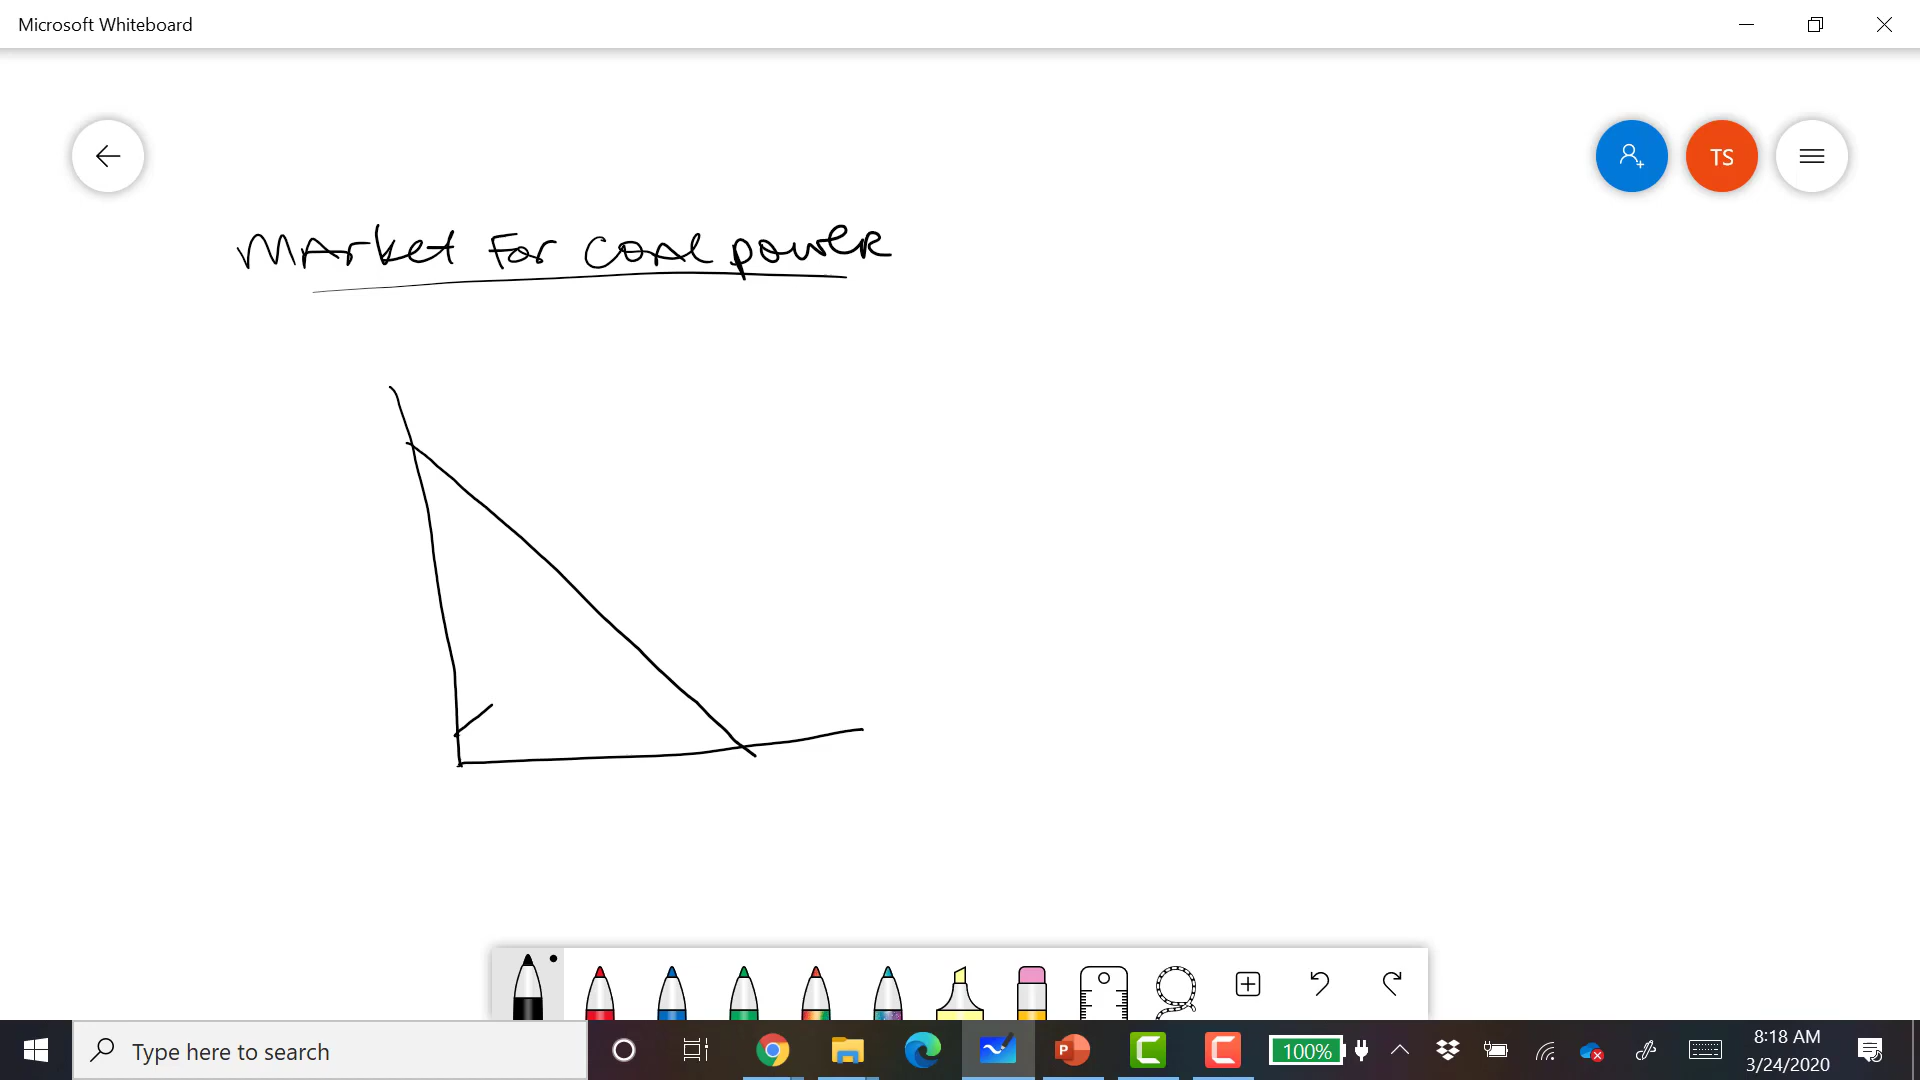 Microsoft Whiteboard
TS
Market For Coal power
Type here to search
100%
8:18 AM
3/24/2020